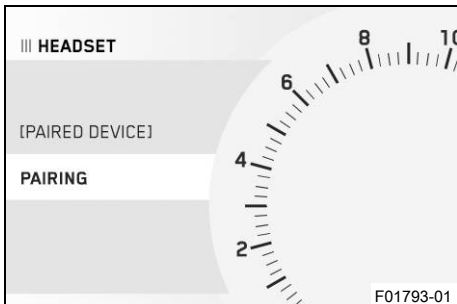 HEADSET
[PAIRED DEVICE]
PAIRING
2
4
6
8
10
F01793-01